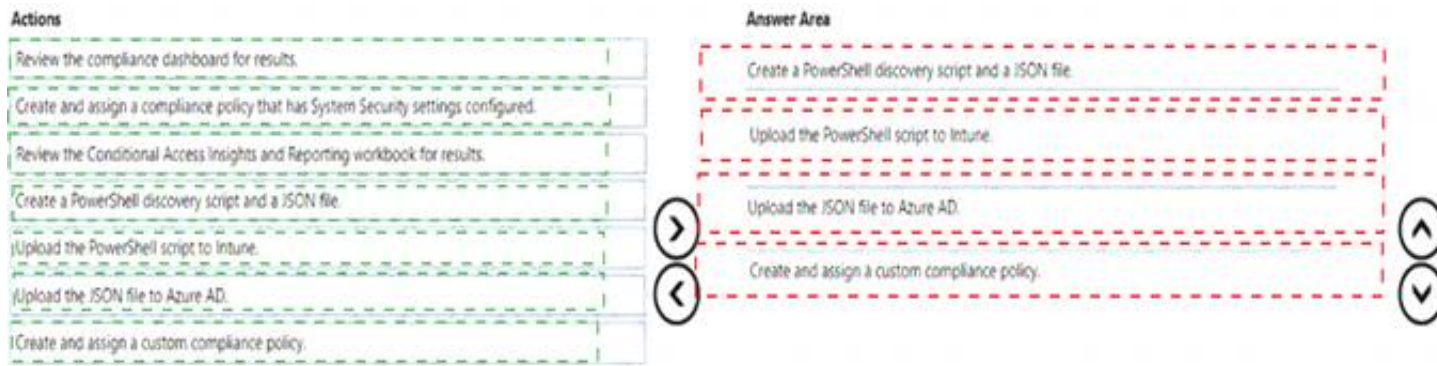 Actions
Review the compliance dashboard for results.
Create and assign a compliance policy that has System Security settings configured.
Review the Conditional Access Insights and Reporting workbook for results.
Create a PowerShell discovery script and a JSON file.
Upload the PowerShell script to Intune.
Upload the JSON file to Azure AD.
Create and assign a custom compliance policy.
Answer Area
Create a PowerShell discovery script and a JSON file.
Upload the PowerShell script to Intune.
Upload the JSON file to Azure AD.
Create and assign a custom compliance policy.